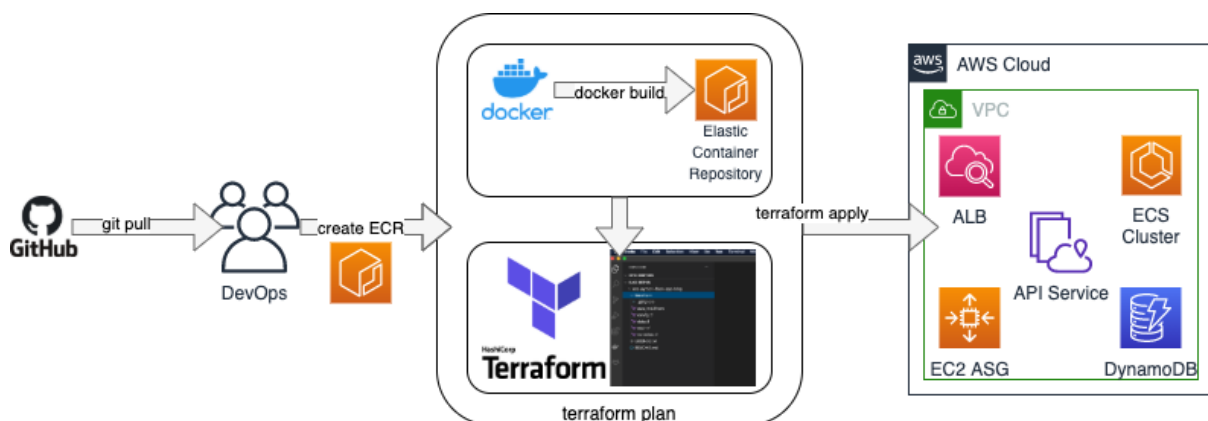 GitHub
git pull
DevOps
create ECR
docker
docker build
Elastic
Container
Repository
HashiCorp
Terraform
terraform plan
terraform apply
aws
AWS Cloud
VPC
ALB
ECS
Cluster
API Service
EC2 ASG
DynamoDB